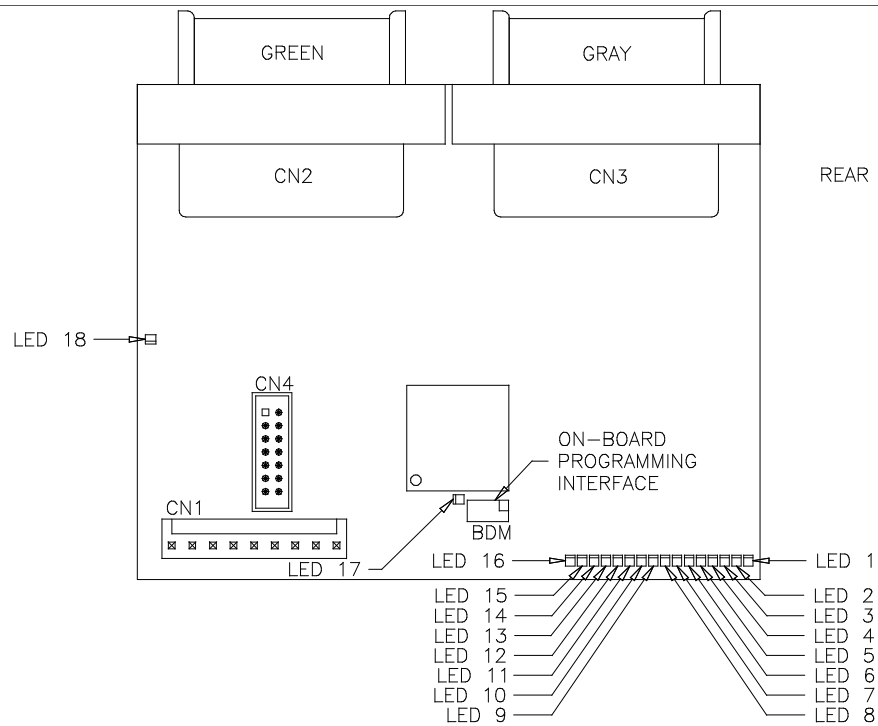 GREEN
GRAY
CN2
CN3
REAR
LED 18
CN4
ON-BOARD
PROGRAMMING
INTERFACE
CN1
BDM
LED 17
LED 16
LED 1
LED 15
LED 2
LED 14
LED 3
LED 13
LED 4
LED 12
LED 5
LED 11
LED 6
LED 10
LED 7
LED 9
LED 8